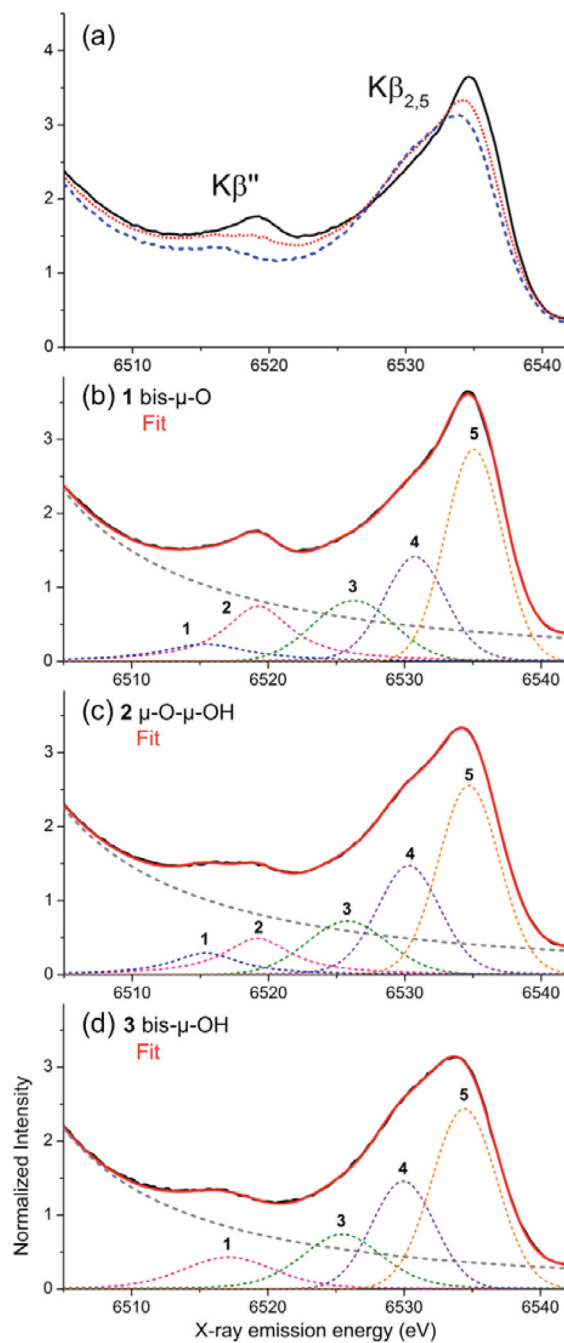 (a)
4
3
2
1
0
Kβ"
Kβ2,5
6510 6520 6530 6540
(b) 1 bis-μ-O
Fit
3
2
1
0
1 2 3 4 5
6510 6520 6530 6540
(c) 2 μ-O-μ-OH
Fit
3
2
1
0
1 2 3 4 5
6510 6520 6530 6540
(d) 3 bis-μ-OH
Fit
3
2
1
0
1 3 4 5
6510 6520 6530 6540
Normalized Intensity
X-ray emission energy (eV)